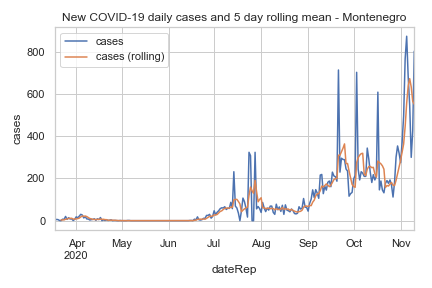 New COVID-19 daily cases and 5 day rolling mean - Montenegro
cases
cases (rolling)
800
600
400
200
0
cases
Apr May Jun Jul Aug Sep Oct Nov
2020
dateRep